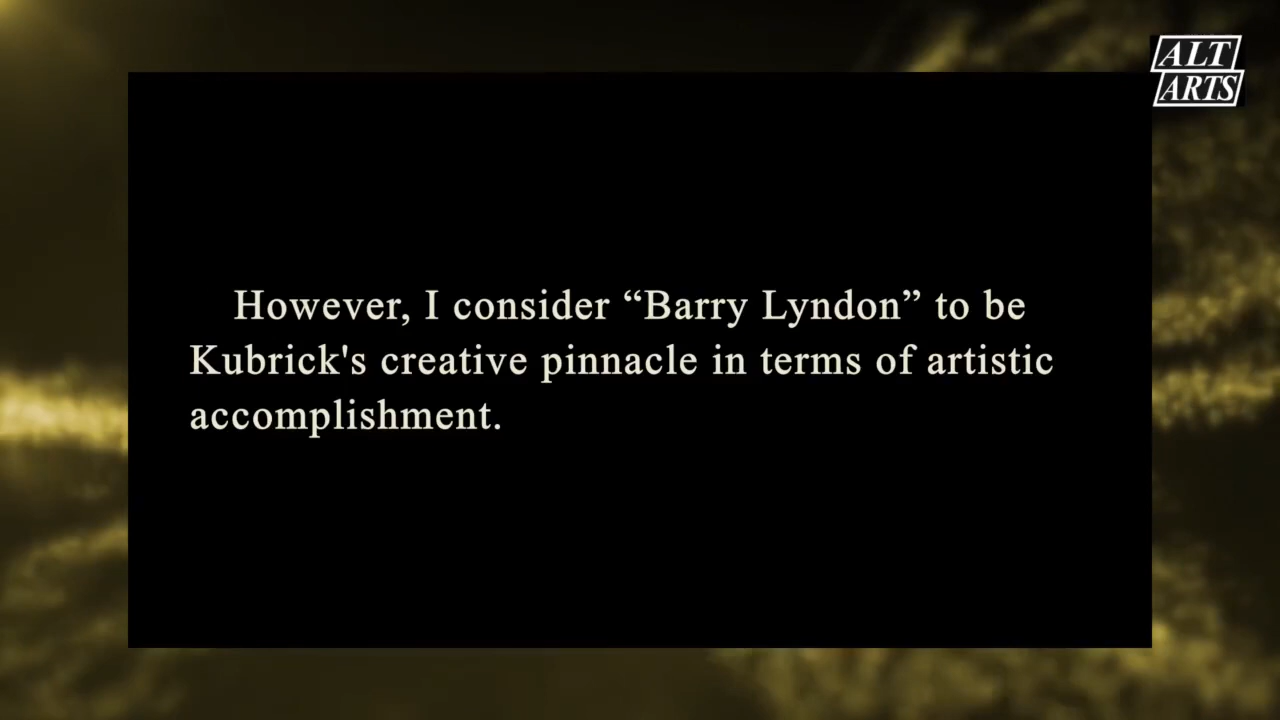 ALT
ARTS
However, I consider “Barry Lyndon” to be
Kubrick's creative pinnacle in terms of artistic
accomplishment.